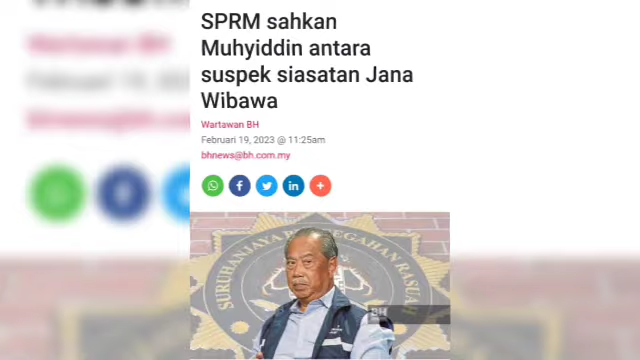 SPRM sahkan
Muhyiddin antara
suspek siasatan Jana
Wibawa
Wartawan BH
Februari 19, 2023 @ 11:25am
bhnews@bh.com.my
SURUHANJAYA PENCEGAHAN RASUAH
BH